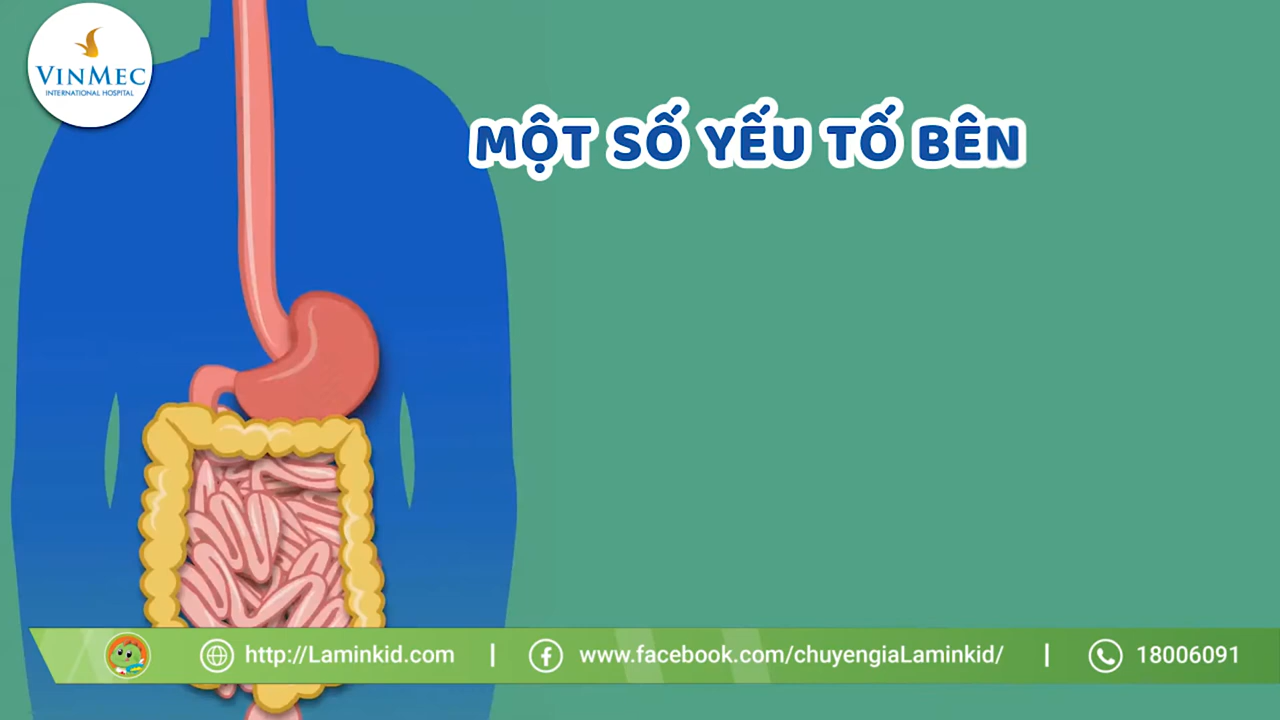 VINMEC
INTERNATIONAL HOSPITAL
MỘT SỐ YẾU TỐ BÊN
http://Laminkid.com | www.facebook.com/chuyengiaLaminkid/ | 18006091